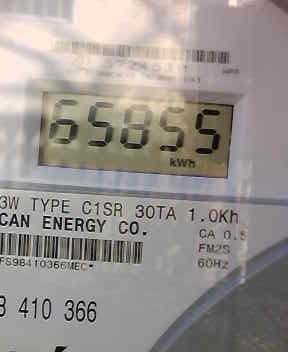 65855
kWh
3W TYPE C1SR 30TA 1.0Kh
CAN ENERGY CO.
CA 0.5
FM2S
60Hz
FS98410366MEC*
8 410 366